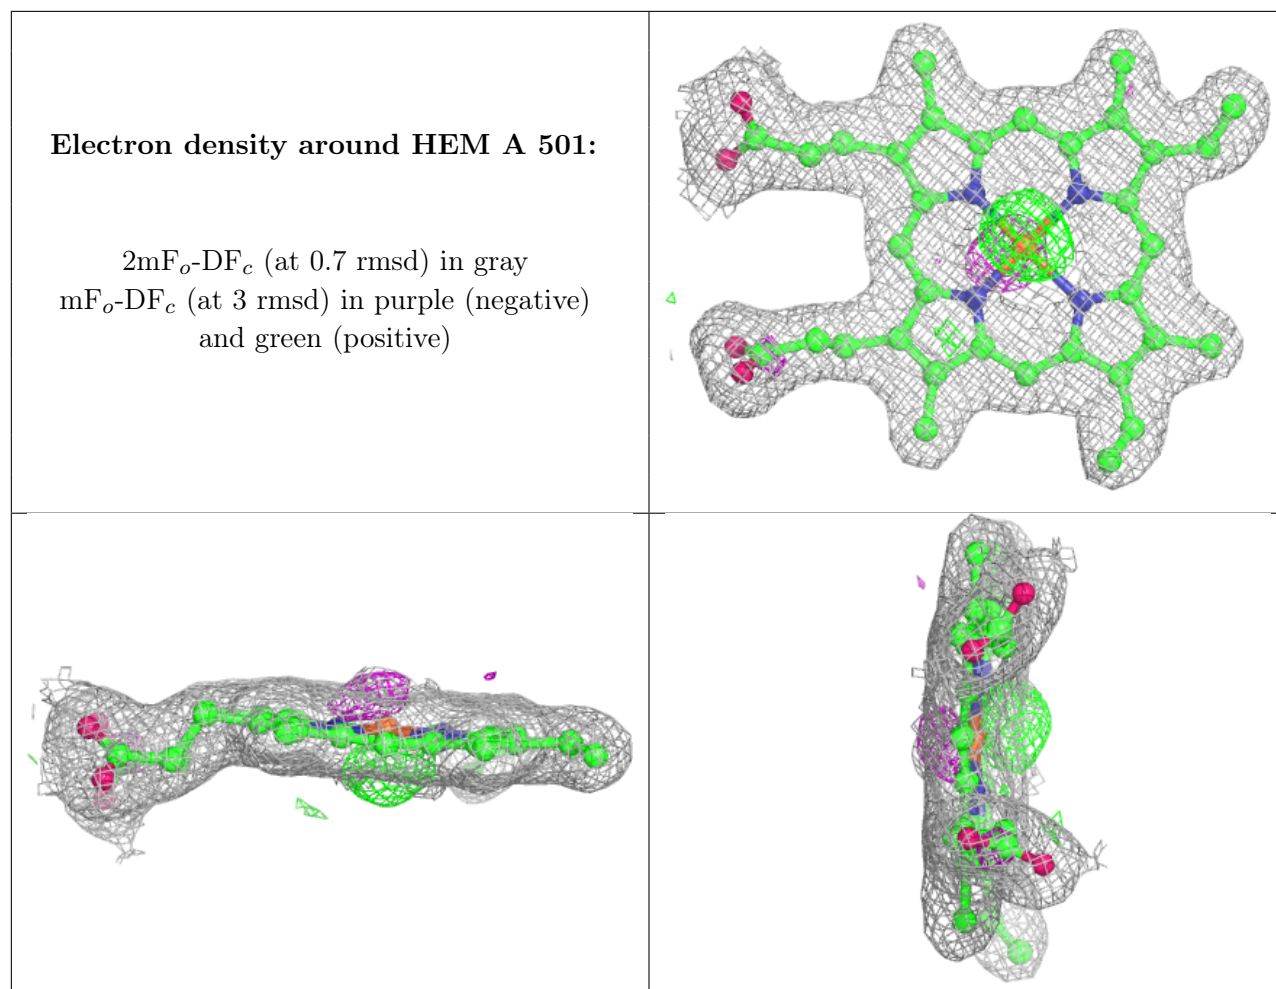 Electron density around HEM A 501:
2mFₒ-DF𝒸 (at 0.7 rmsd) in gray
mFₒ-DF𝒸 (at 3 rmsd) in purple (negative)
and green (positive)